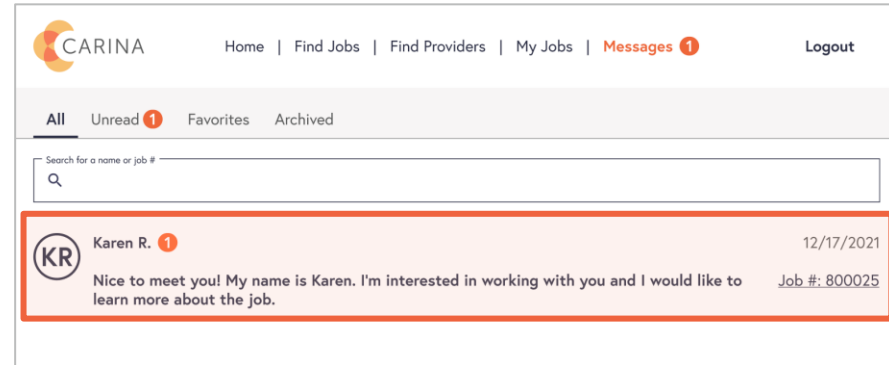 CARINA
Home | Find Jobs | Find Providers | My Jobs | Messages 1
Logout
All Unread 1 Favorites Archived
Search for a name or job #
KR
Karen R. 1
12/17/2021
Nice to meet you! My name is Karen. I'm interested in working with you and I would like to
learn more about the job.
Job #: 800025